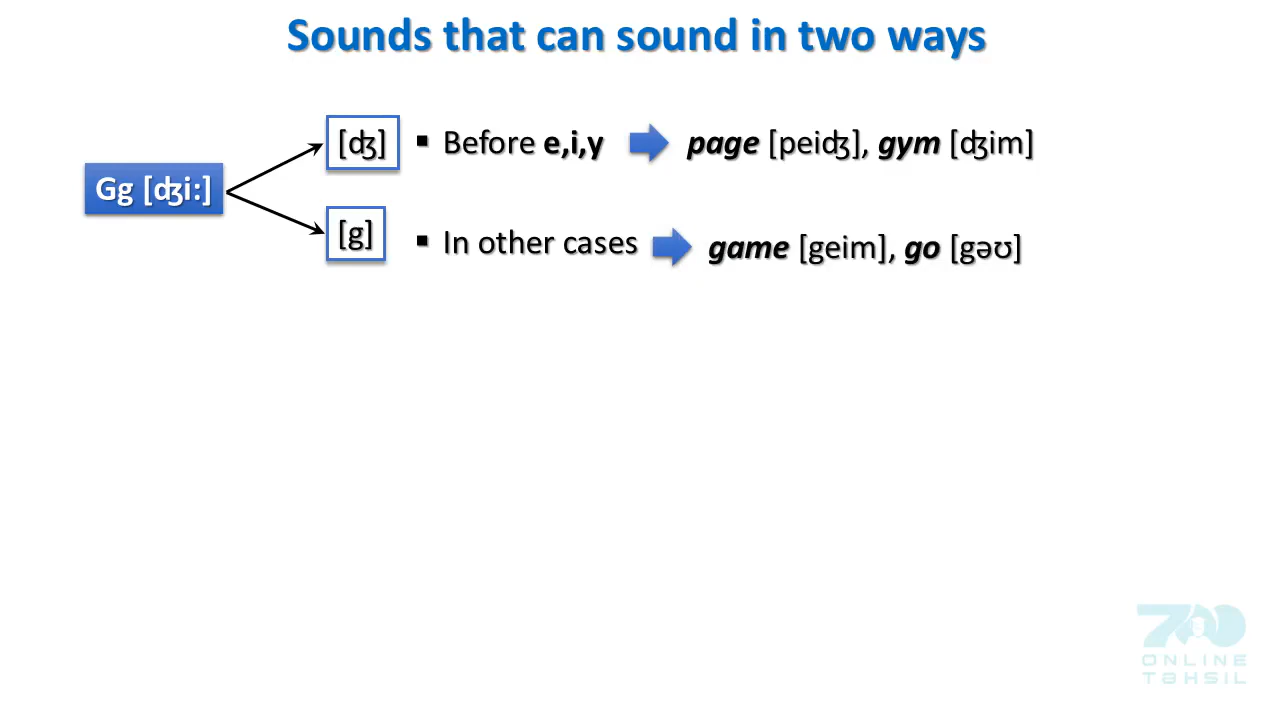 Sounds that can sound in two ways
Gg [ʤi:]
[ʤ] ▪ Before e,i,y page [peiʤ], gym [ʤim]
[g] ▪ In other cases game [geim], go [gəʊ]
700
ONLINE
TƏHSIL